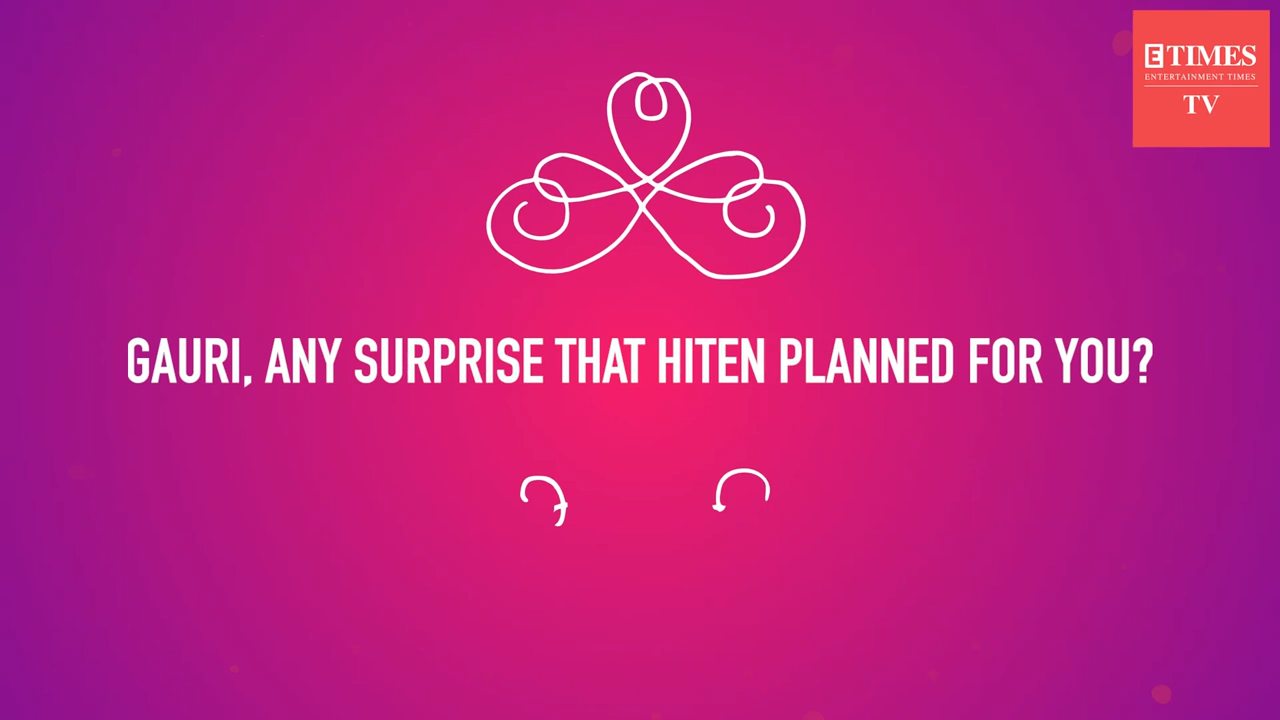 ETIMES
ENTERTAINMENT TIMES
TV
GAURI, ANY SURPRISE THAT HITEN PLANNED FOR YOU?